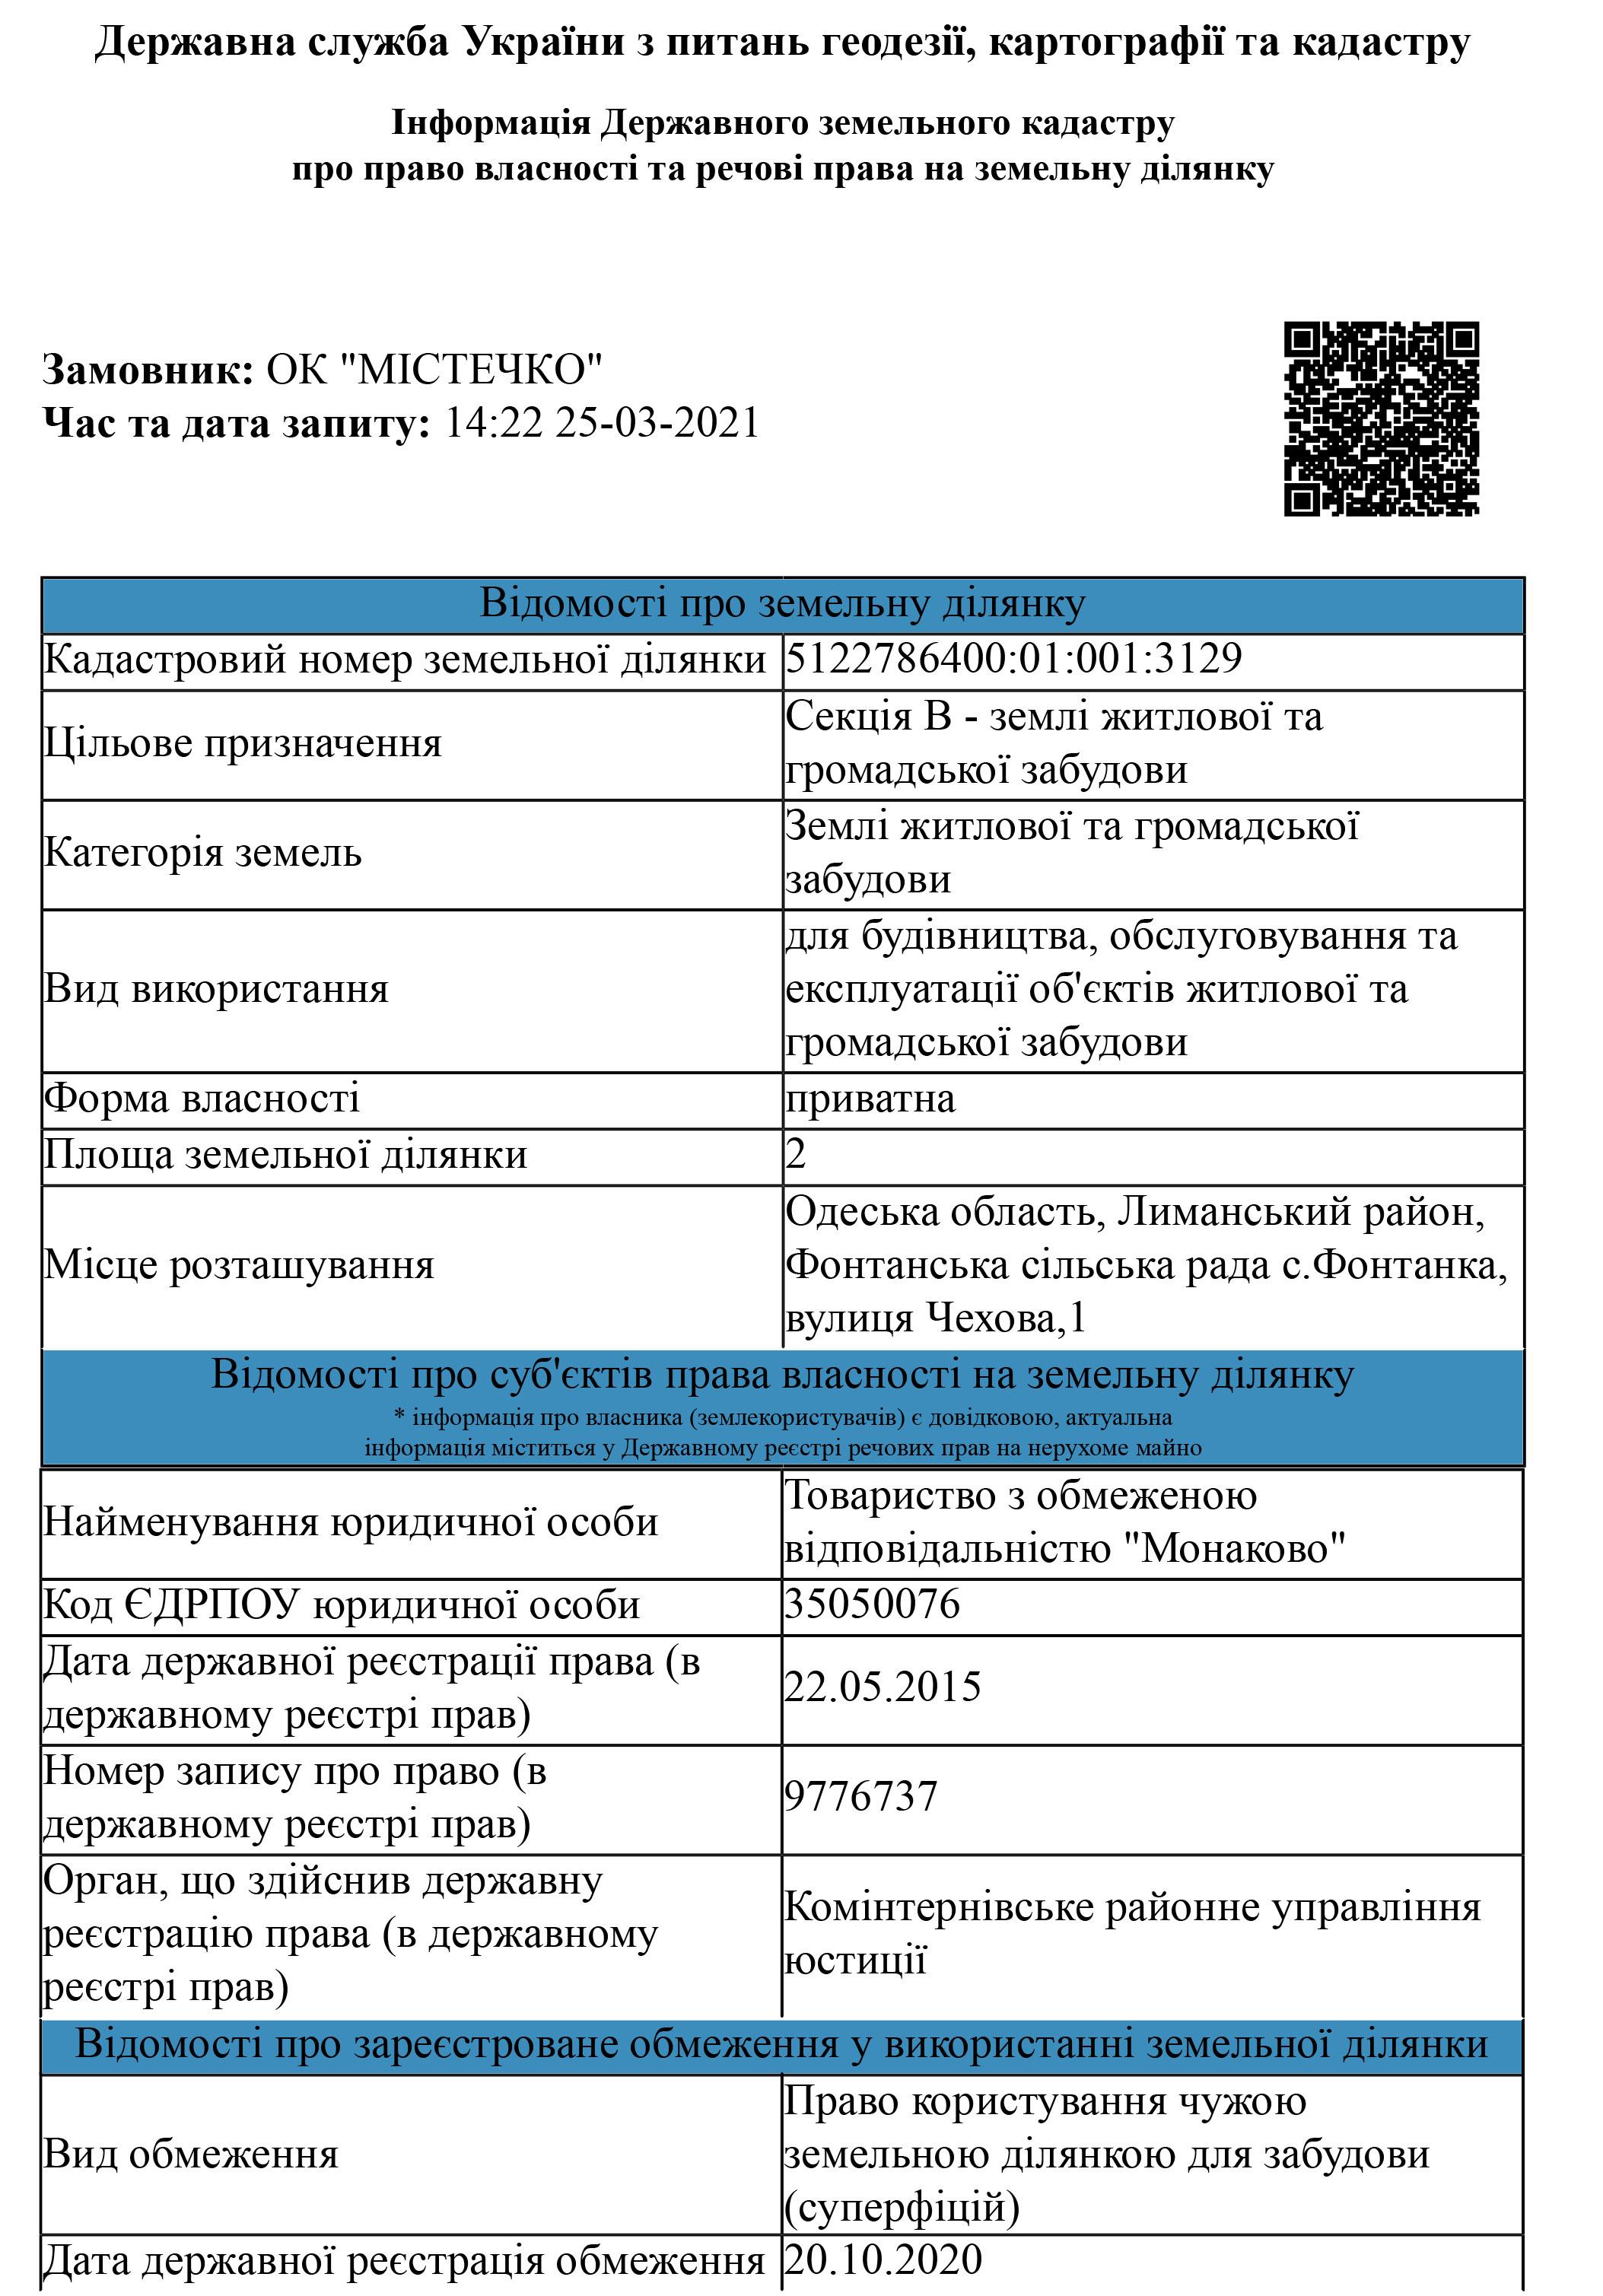 Державна служба України з питань геодезії, картографії та кадастру
Інформація Державного земельного кадастру
про право власності та речові права на земельну ділянку
Замовник: ОК "МІСТЕЧКО"
Час та дата запиту: 14:22 25-03-2021
Відомості про земельну ділянку
Кадастровий номер земельної ділянки 5122786400:01:001:3129
Цільове призначення
Секція В - землі житлової та
громадської забудови
Категорія земель
Землі житлової та громадської
забудови
Вид використання
для будівництва, обслуговування та
експлуатації об'єктів житлової та
громадської забудови
Форма власності приватна
Площа земельної ділянки 2
Місце розташування
Одеська область, Лиманський район,
Фонтанська сільська рада с.Фонтанка,
вулиця Чехова,1
Відомості про суб'єктів права власності на земельну ділянку
* інформація про власника (землекористувачів) є довідковою, актуальна
інформація міститься у Державному реєстрі речових прав на нерухоме майно
Найменування юридичної особи
Товариство з обмеженою
відповідальністю "Монаково"
Код ЄДРПОУ юридичної особи 35050076
Дата державної реєстрації права (в
державному реєстрі прав)
22.05.2015
Номер запису про право (в
державному реєстрі прав)
9776737
Орган, що здійснив державну
реєстрацію права (в державному
реєстрі прав)
Комінтернівське районне управління
юстиції
Відомості про зареєстроване обмеження у використанні земельної ділянки
Вид обмеження
Право користування чужою
земельною ділянкою для забудови
(суперфіцій)
Дата державної реєстрація обмеження 20.10.2020